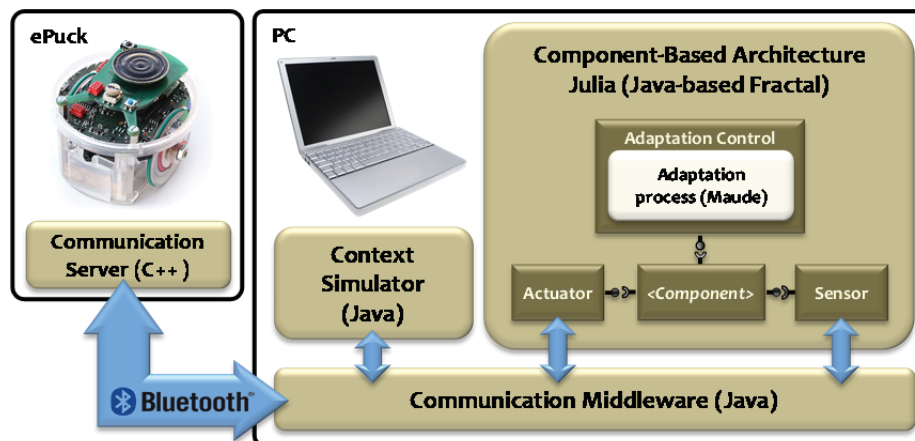 ePuck
PC
Component-Based Architecture
Julia (Java-based Fractal)
Adaptation Control
Adaptation
process (Maude)
Communication
Server (C++ )
Context
Simulator
(Java)
Actuator
<Component>
Sensor
Bluetooth®
Communication Middleware (Java)